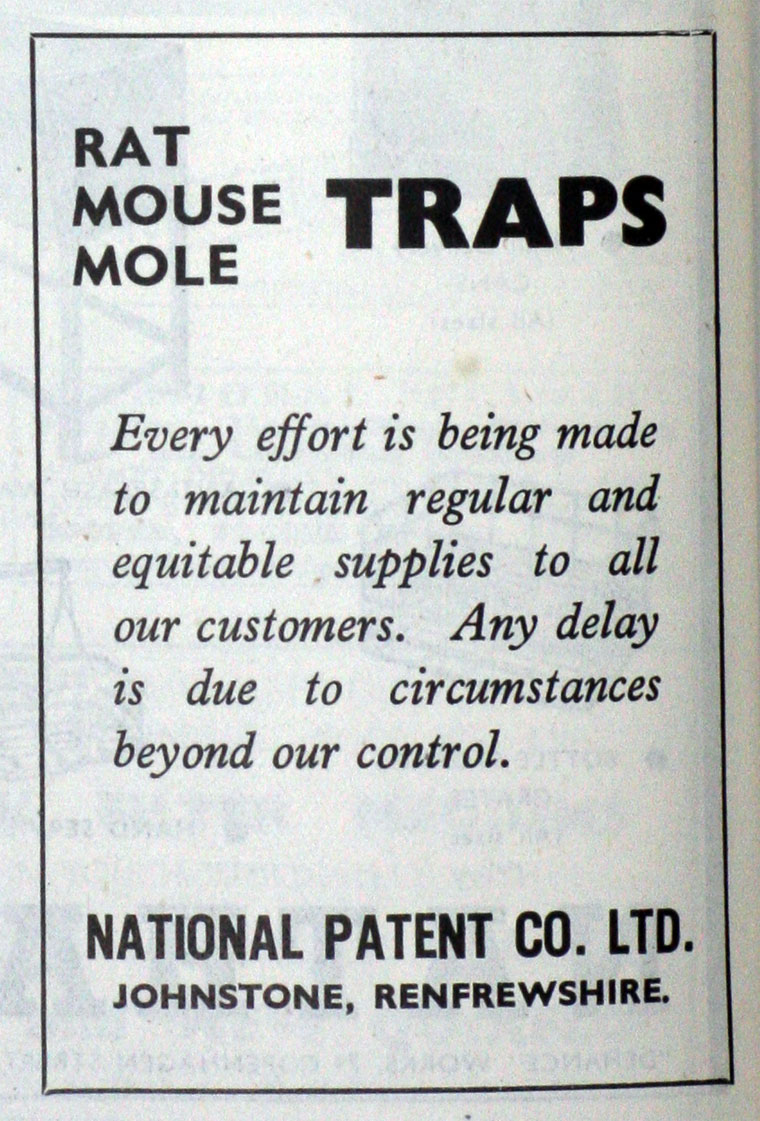 RAT
MOUSE
MOLE
TRAPS
Every effort is being made
to maintain regular and
equitable supplies to all
our customers. Any delay
is due to circumstances
beyond our control.
NATIONAL PATENT CO. LTD.
JOHNSTONE, RENFREWSHIRE.